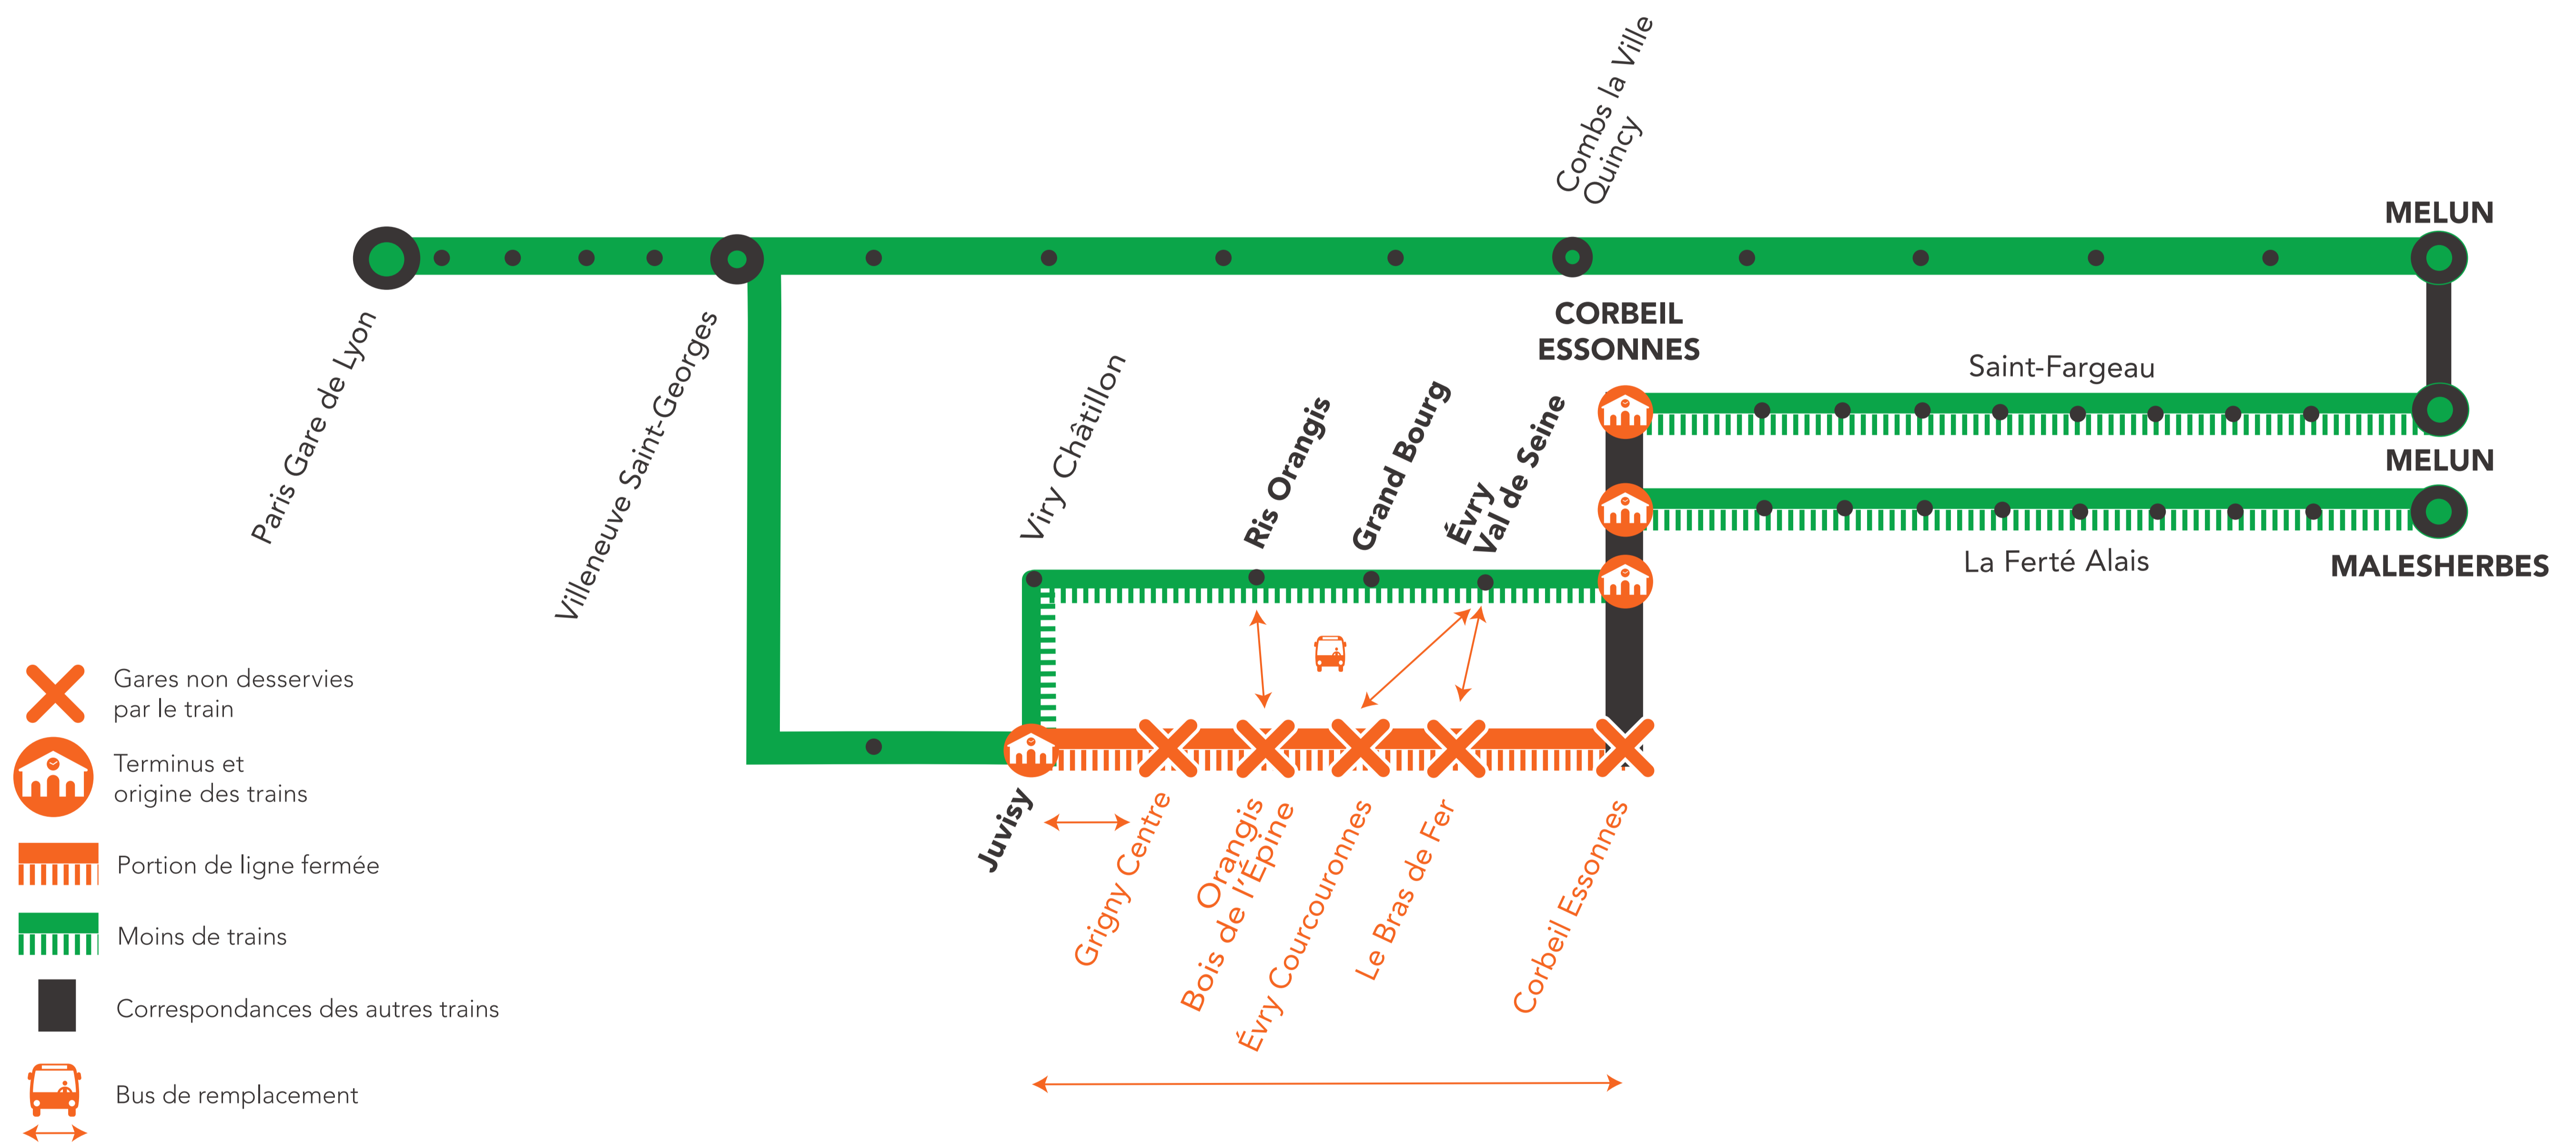 Combs la Ville
Quincy
MELUN
Paris Gare de Lyon
Villeneuve Saint-Georges
CORBEIL
ESSONNES
Saint-Fargeau
MELUN
Viry Châtillon
Ris Orangis
Grand Bourg
Évry
Val de Seine
La Ferté Alais
MALESHERBES
Juvisy
Grigny Centre
Orangis
Bois de l'Épine
Évry Courcouronnes
Le Bras de Fer
Corbeil Essonnes
Gares non desservies
par le train
Terminus et
origine des trains
Portion de ligne fermée
Moins de trains
Correspondances des autres trains
Bus de remplacement